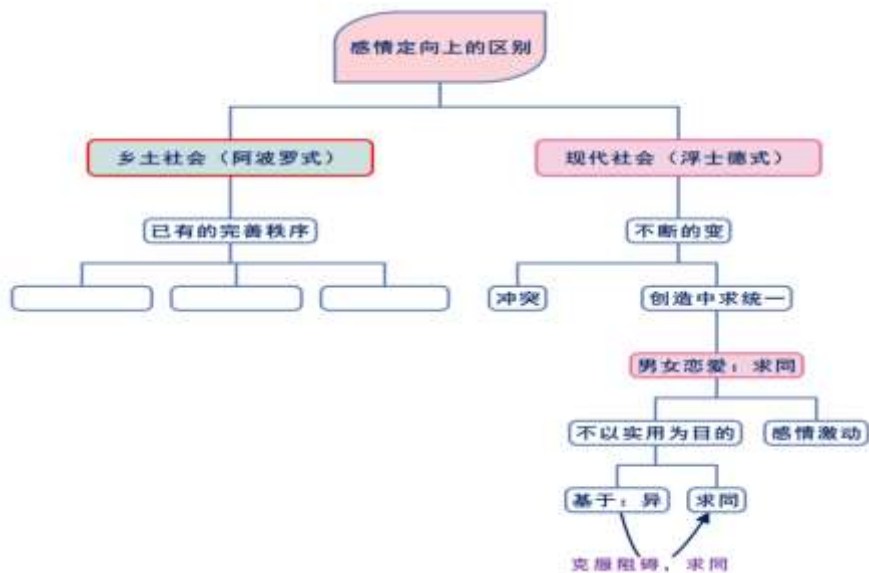 感情定向上的区别
乡土社会（阿波罗式）
现代社会（浮士德式）
已有的完善秩序
不断的变
冲突
创造中求统一
男女恋爱：求同
不以实用为目的
感情激动
基于：异
求同
克服阻碍，求同